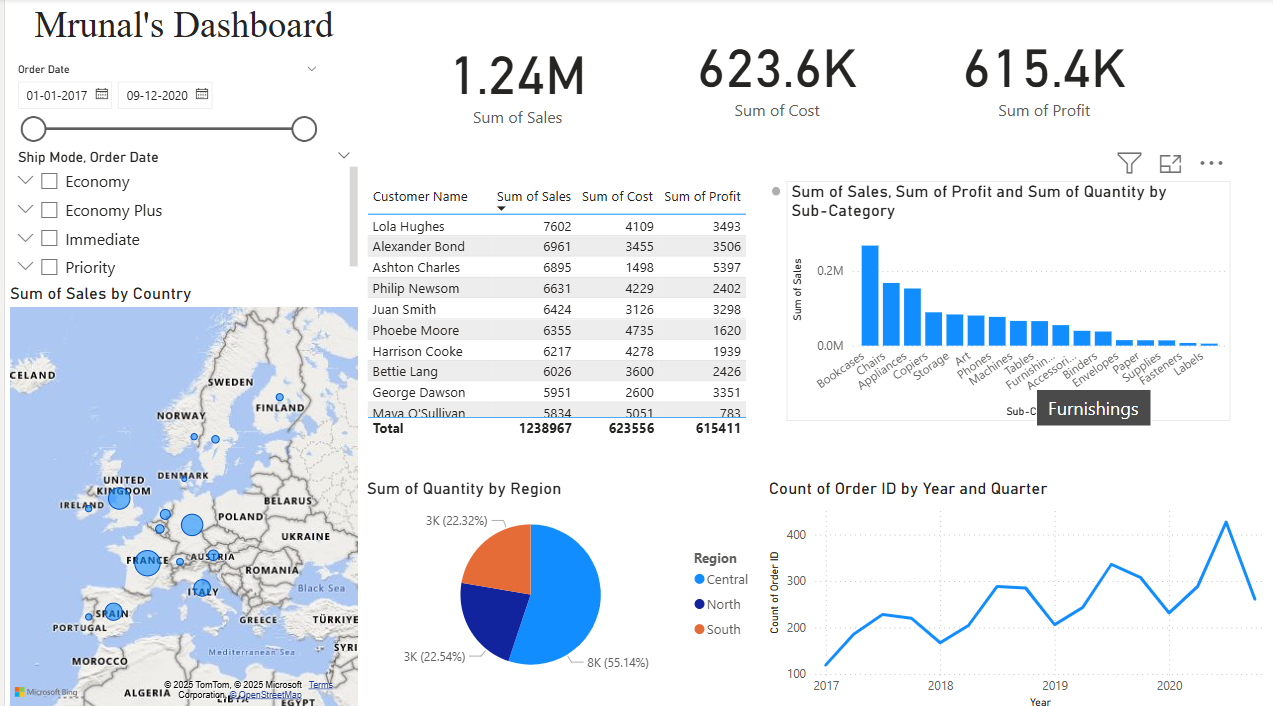 Mrunal's Dashboard
Order Date
01-01-2017
09-12-2020
Ship Mode, Order Date
Economy
Economy Plus
Immediate
Priority
1.24M
Sum of Sales
623.6K
Sum of Cost
615.4K
Sum of Profit
Sum of Sales by Country
ICELAND
SWEDEN
FINLAND
NORWAY
DENMARK
UNITED
KINGDOM
IRELAND
BELARUS
POLAND
UKRAINE
FRANCE
AUSTRIA
ROMANIA
Black Sea
ITALY
SPAIN
PORTUGAL
GREECE
TÜRKIYE
Mediterranean Sea
SYRI
MOROCCO
ALGERIA
LIBYA
EGYPT
Microsoft Bing
© 2025 TomTom, © 2025 Microsoft
Corporation, © OpenStreetMap
Terms
Customer Name Sum of Sales Sum of Cost Sum of Profit
Lola Hughes 7602 4109 3493
Alexander Bond 6961 3455 3506
Ashton Charles 6895 1498 5397
Philip Newsom 6631 4229 2402
Juan Smith 6424 3126 3298
Phoebe Moore 6355 4735 1620
Harrison Cooke 6217 4278 1939
Bettie Lang 6026 3600 2426
George Dawson 5951 2600 3351
Maya O'Sullivan 5834 5051 783
Total 1238967 623556 615411
Sum of Sales, Sum of Profit and Sum of Quantity by
Sub-Category
Sum of Sales
0.2M
0.0M
Bookcases
Chairs
Appliances
Copiers
Storage
Art
Phones
Machines
Tables
Furnishin...
Accessori...
Binders
Envelopes
Paper
Supplies
Fasteners
Labels
Sub-C
Furnishings
Sum of Quantity by Region
3K (22.32%)
3K (22.54%)
8K (55.14%)
Region
Central
North
South
Count of Order ID by Year and Quarter
Count of Order ID
400
300
200
100
2017
2018
2019
2020
Year